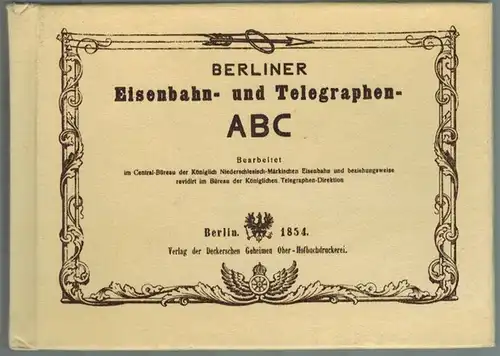 BERLINER
Eisenbahn- und Telegraphen-
ABC
Bearbeitet
im Central-Büreau der Königlich Niederschlesisch-Märkischen Eisenbahn und beziehungsweise
revidirt im Büreau der Königlichen Telegraphen-Direktion
Berlin. 1854.
Verlag der Deckerschen Geheimen Ober-Hofbuchdruckerei.